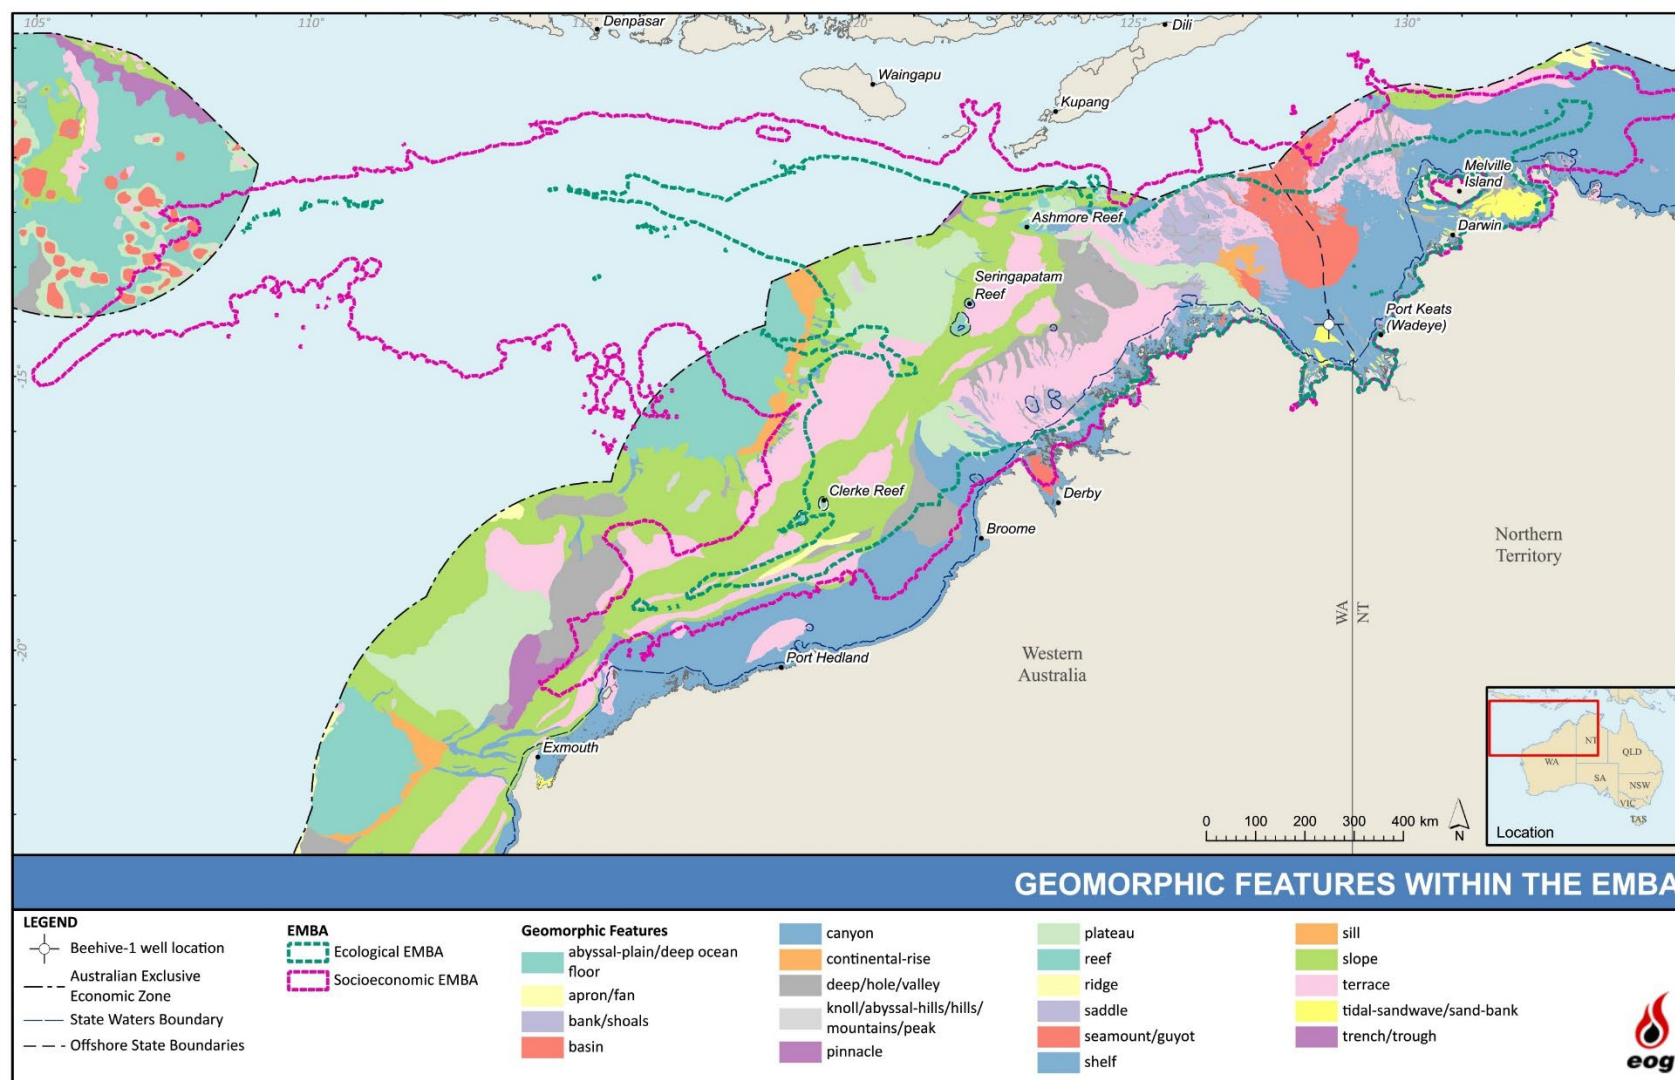 105°
110°
115°
120°
125°
130°
Denpasar
Dili
Waingapu
Kupang
-10°
Melville
Island
Ashmore Reef
Darwin
Seringapatam
Reef
Port Keats
(Wadeye)
-15°
Clerke Reef
Derby
Broome
Northern
Territory
WA
NT
-20°
Western
Australia
Port Hedland
Exmouth
0 100 200 300 400 km
N
NT
QLD
WA
SA
NSW
VIC
TAS
Location
GEOMORPHIC FEATURES WITHIN THE EMBA
LEGEND
Beehive-1 well location
Australian Exclusive
Economic Zone
State Waters Boundary
Offshore State Boundaries
EMBA
Ecological EMBA
Socioeconomic EMBA
Geomorphic Features
abyssal-plain/deep ocean
floor
apron/fan
bank/shoals
basin
canyon
continental-rise
deep/hole/valley
knoll/abyssal-hills/hills/
mountains/peak
pinnacle
plateau
reef
ridge
saddle
seamount/guyot
shelf
sill
slope
terrace
tidal-sandwave/sand-bank
trench/trough
eog